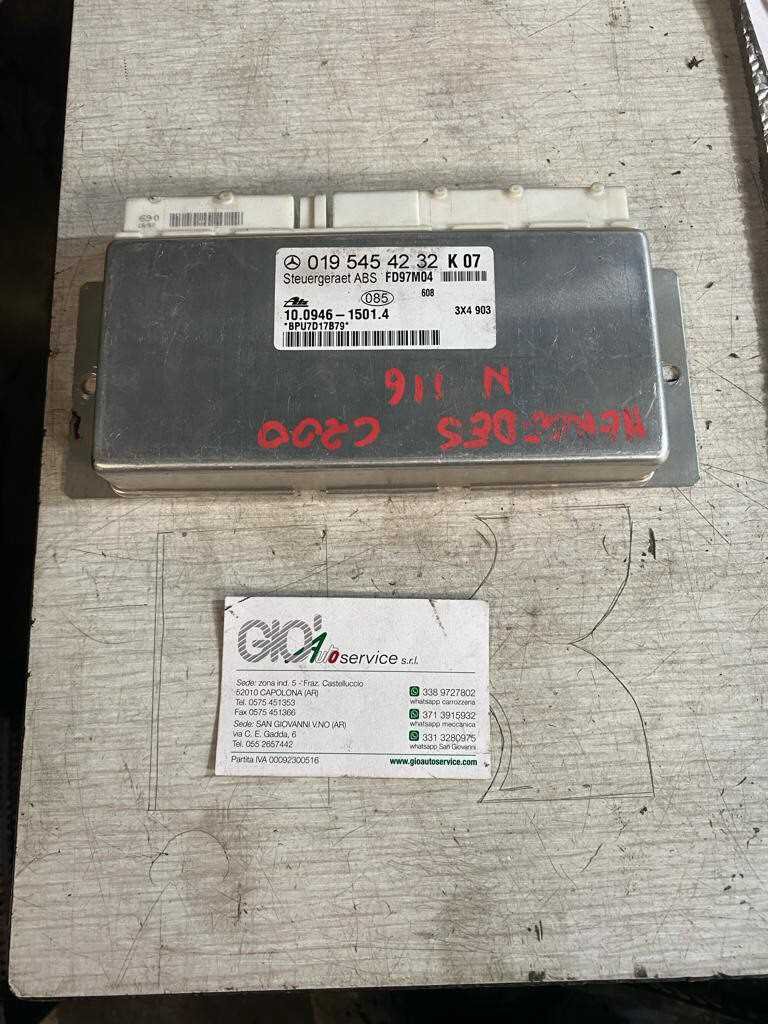 019 545 42 32 K 07
Steuergeraet ABS FD97M04
Ate 085 608
10.0946-1501.4 3X4 903
*BPU7D17B79*
N 116
MERCEDES C200
GIO' Autoservice s.r.l.
Sede: zona ind. 5 - Fraz. Castelluccio
52010 CAPOLONA (AR)
Tel. 0575 451353
Fax 0575 451366
Sede: SAN GIOVANNI V.NO (AR)
via C. E. Gadda, 6
Tel. 055 2657442
Partita IVA 00092300516
338 9727802
whatsapp carrozzeria
371 3915932
whatsapp meccanica
331 3280975
whatsapp San Giovanni
www.gioautoservice.com